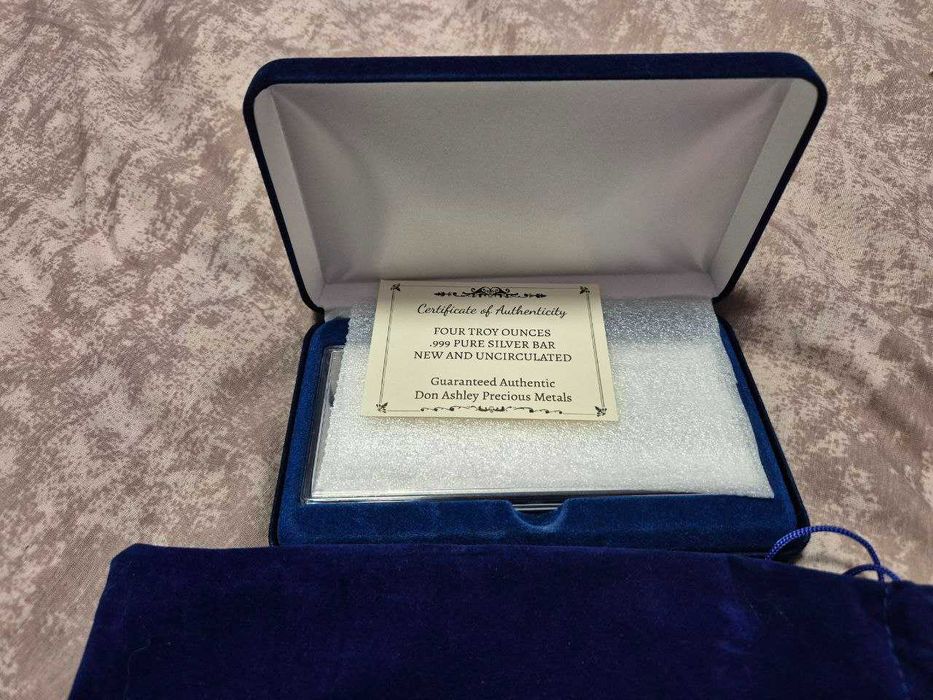 Certificate of Authenticity
FOUR TROY OUNCES
.999 PURE SILVER BAR
NEW AND UNCIRCULATED
Guaranteed Authentic
Don Ashley Precious Metals